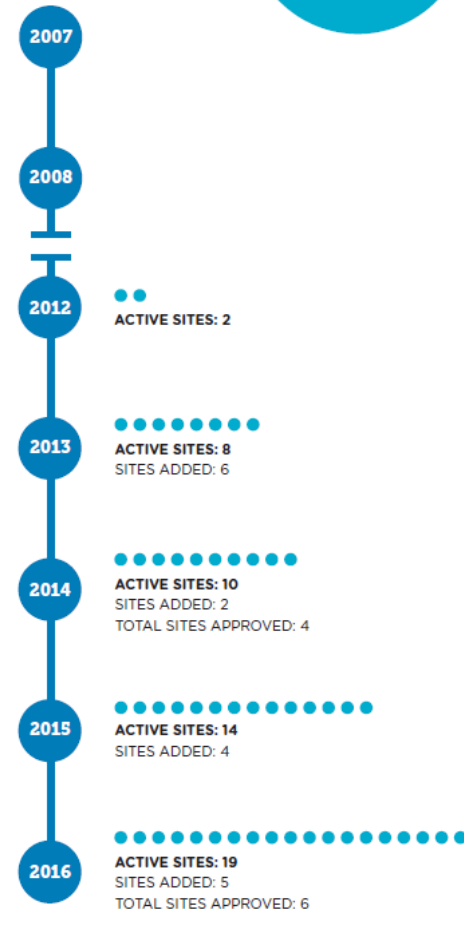 2007
2008
2012
ACTIVE SITES: 2
2013
ACTIVE SITES: 8
SITES ADDED: 6
2014
ACTIVE SITES: 10
SITES ADDED: 2
TOTAL SITES APPROVED: 4
2015
ACTIVE SITES: 14
SITES ADDED: 4
2016
ACTIVE SITES: 19
SITES ADDED: 5
TOTAL SITES APPROVED: 6